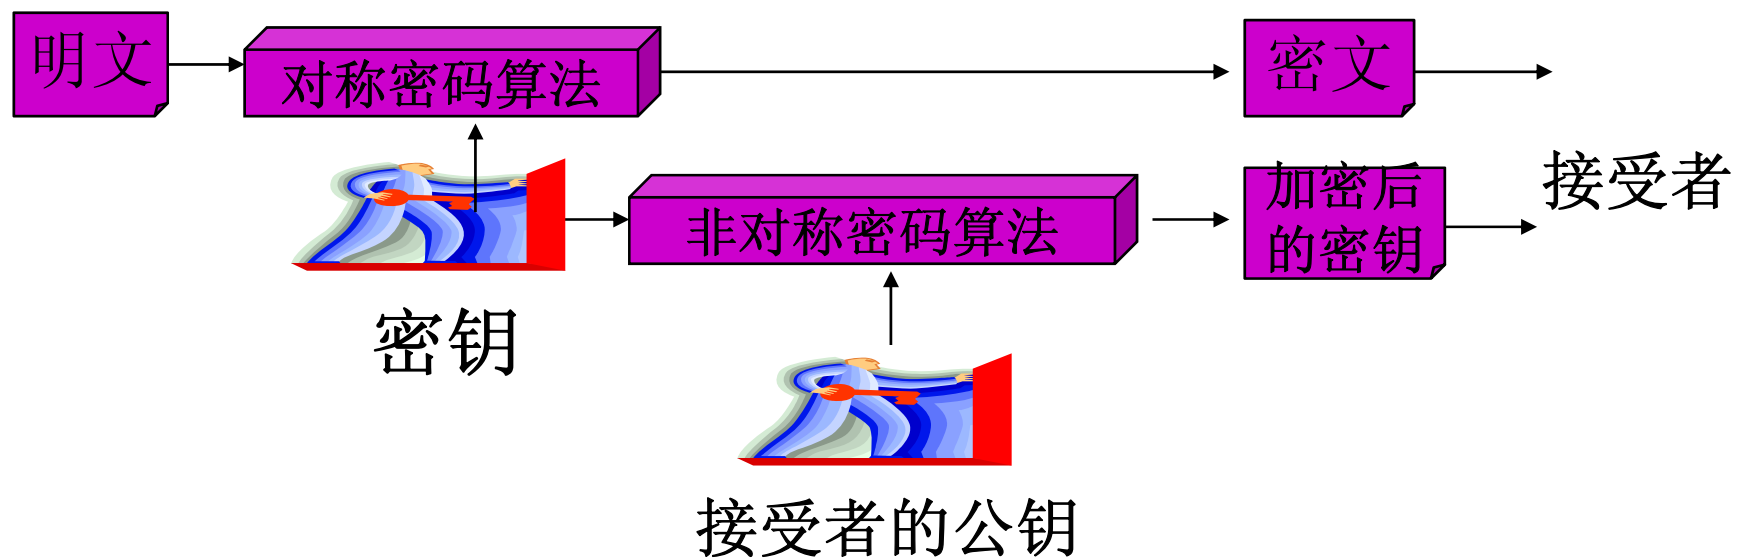 明文
对称密码算法
密文
密钥
非对称密码算法
加密后
的密钥
接受者
接受者的公钥